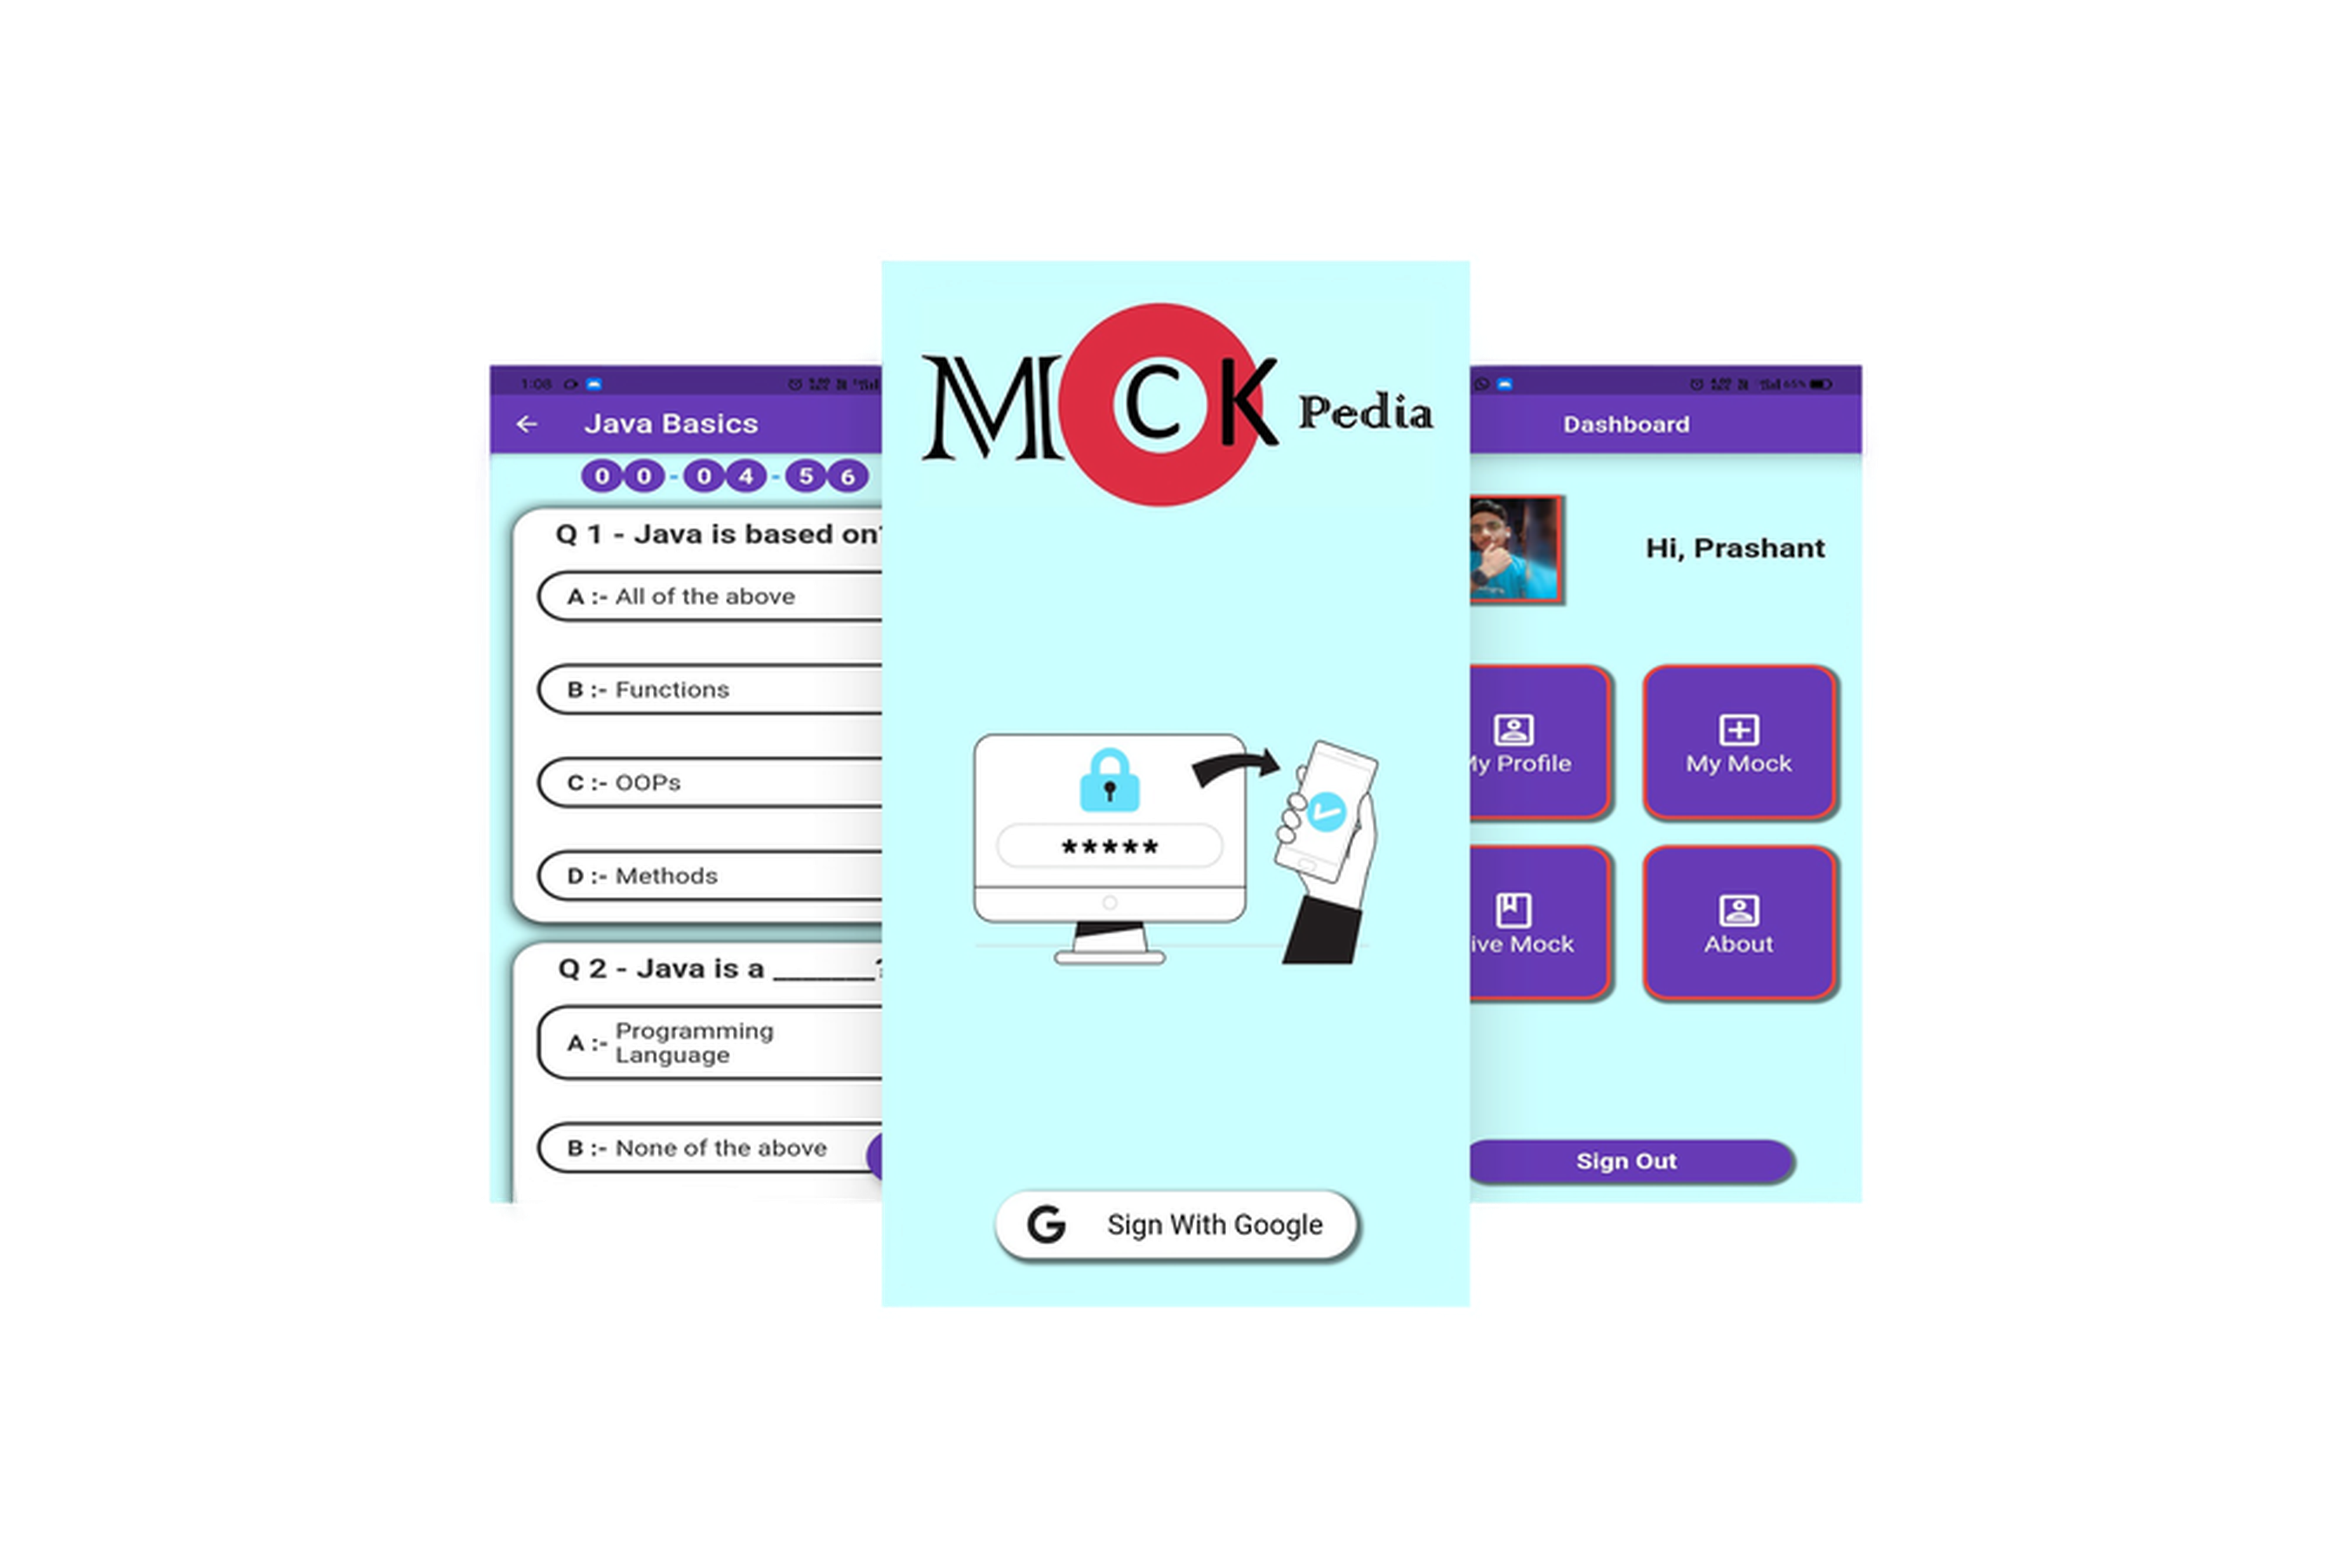 1:08
Java Basics
0 0 - 0 4 - 5 6
Q 1 - Java is based on?
A :- All of the above
B :- Functions
C :- OOPs
D :- Methods
Q 2 - Java is a _______?
A :- Programming
Language
B :- None of the above
MOCK Pedia
*****
G Sign With Google
65%
Dashboard
Hi, Prashant
My Profile
My Mock
ive Mock
About
Sign Out